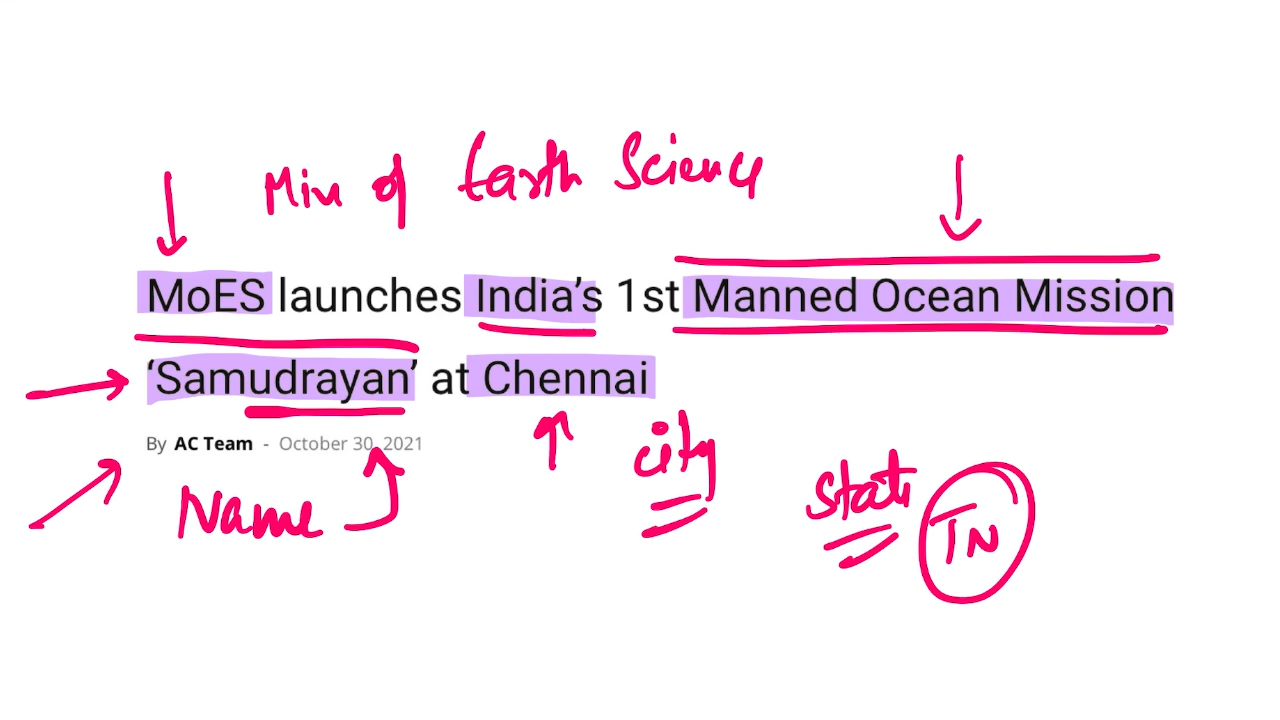 Min of Earth Science
MoES launches India's 1st Manned Ocean Mission
‘Samudrayan’ at Chennai
By AC Team - October 30, 2021
city
State
Name
TN